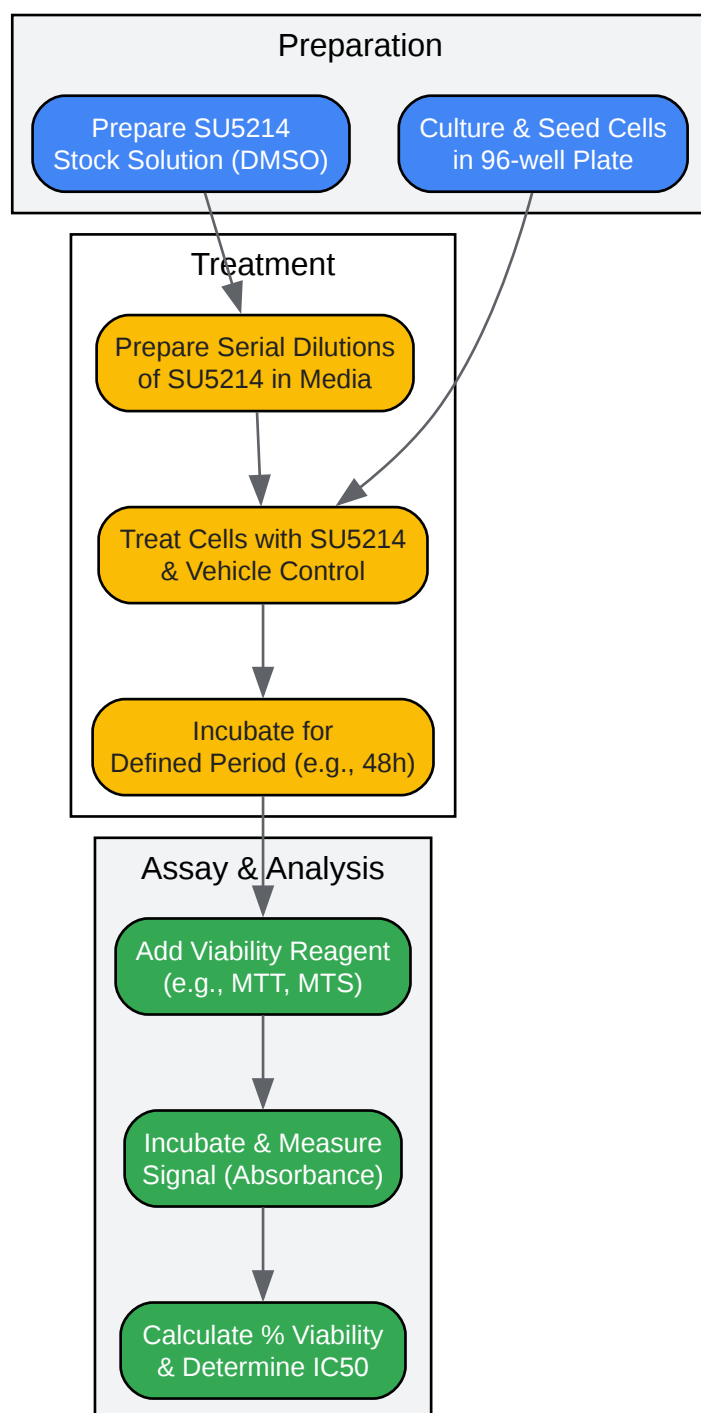 Preparation
Prepare SU5214
Stock Solution (DMSO)
Culture & Seed Cells
in 96-well Plate
Treatment
Prepare Serial Dilutions
of SU5214 in Media
Treat Cells with SU5214
& Vehicle Control
Incubate for
Defined Period (e.g., 48h)
Assay & Analysis
Add Viability Reagent
(e.g., MTT, MTS)
Incubate & Measure
Signal (Absorbance)
Calculate % Viability
& Determine IC50